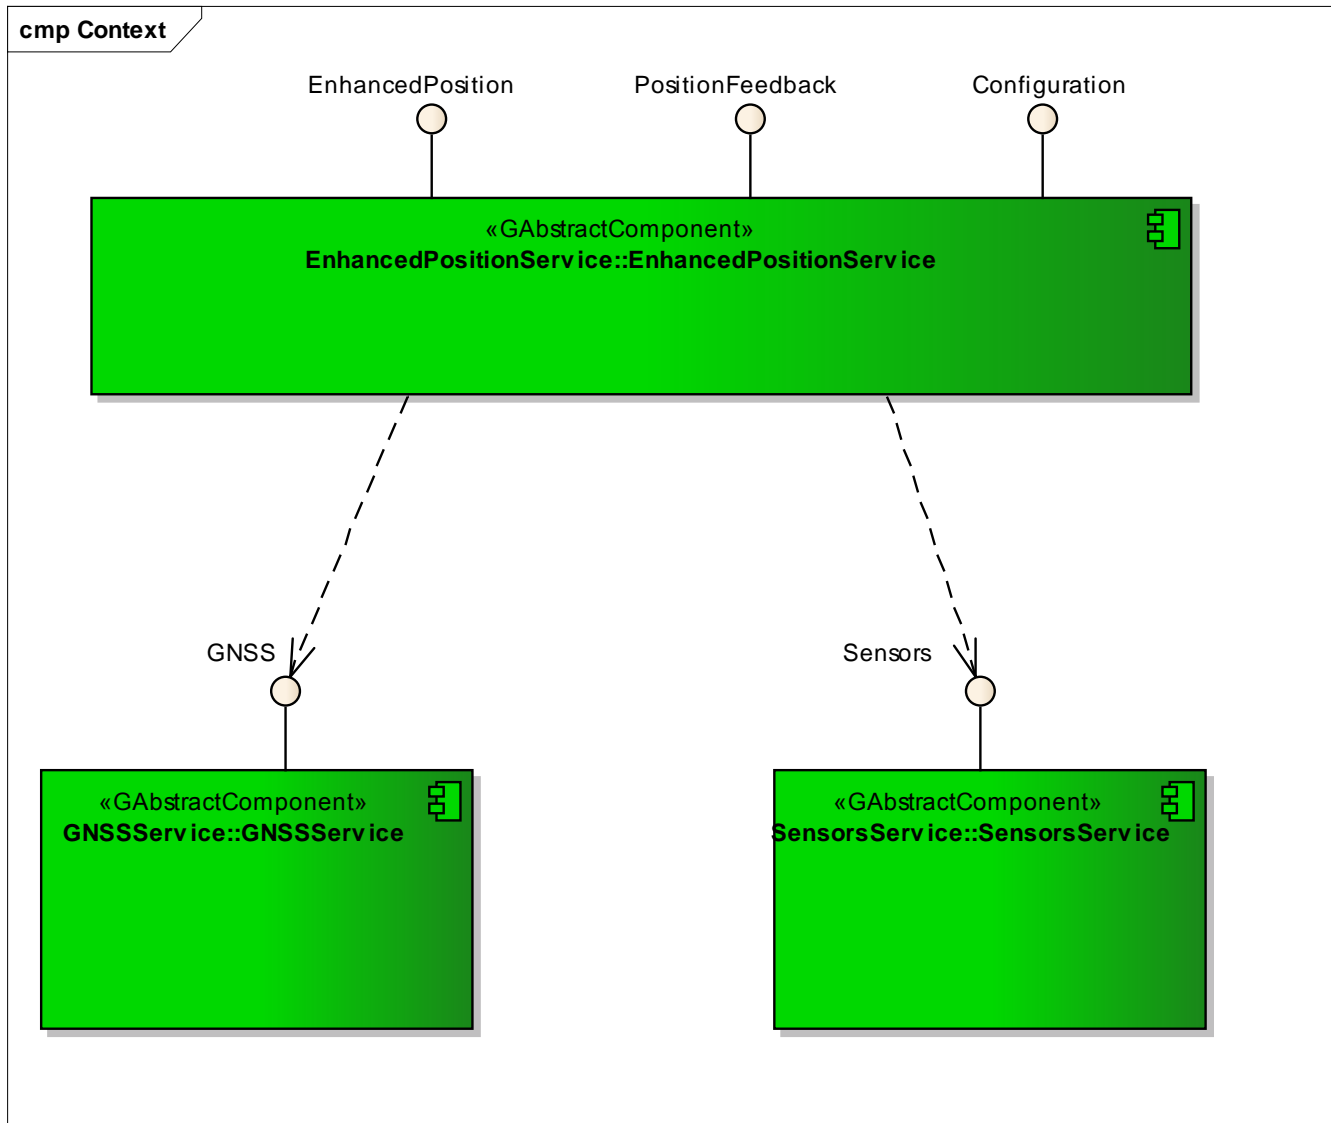 cmp Context
EnhancedPosition
PositionFeedback
Configuration
«GAbstractComponent»
EnhancedPositionService::EnhancedPositionService
GNSS
Sensors
«GAbstractComponent»
GNSSService::GNSSService
«GAbstractComponent»
SensorsService::SensorsService